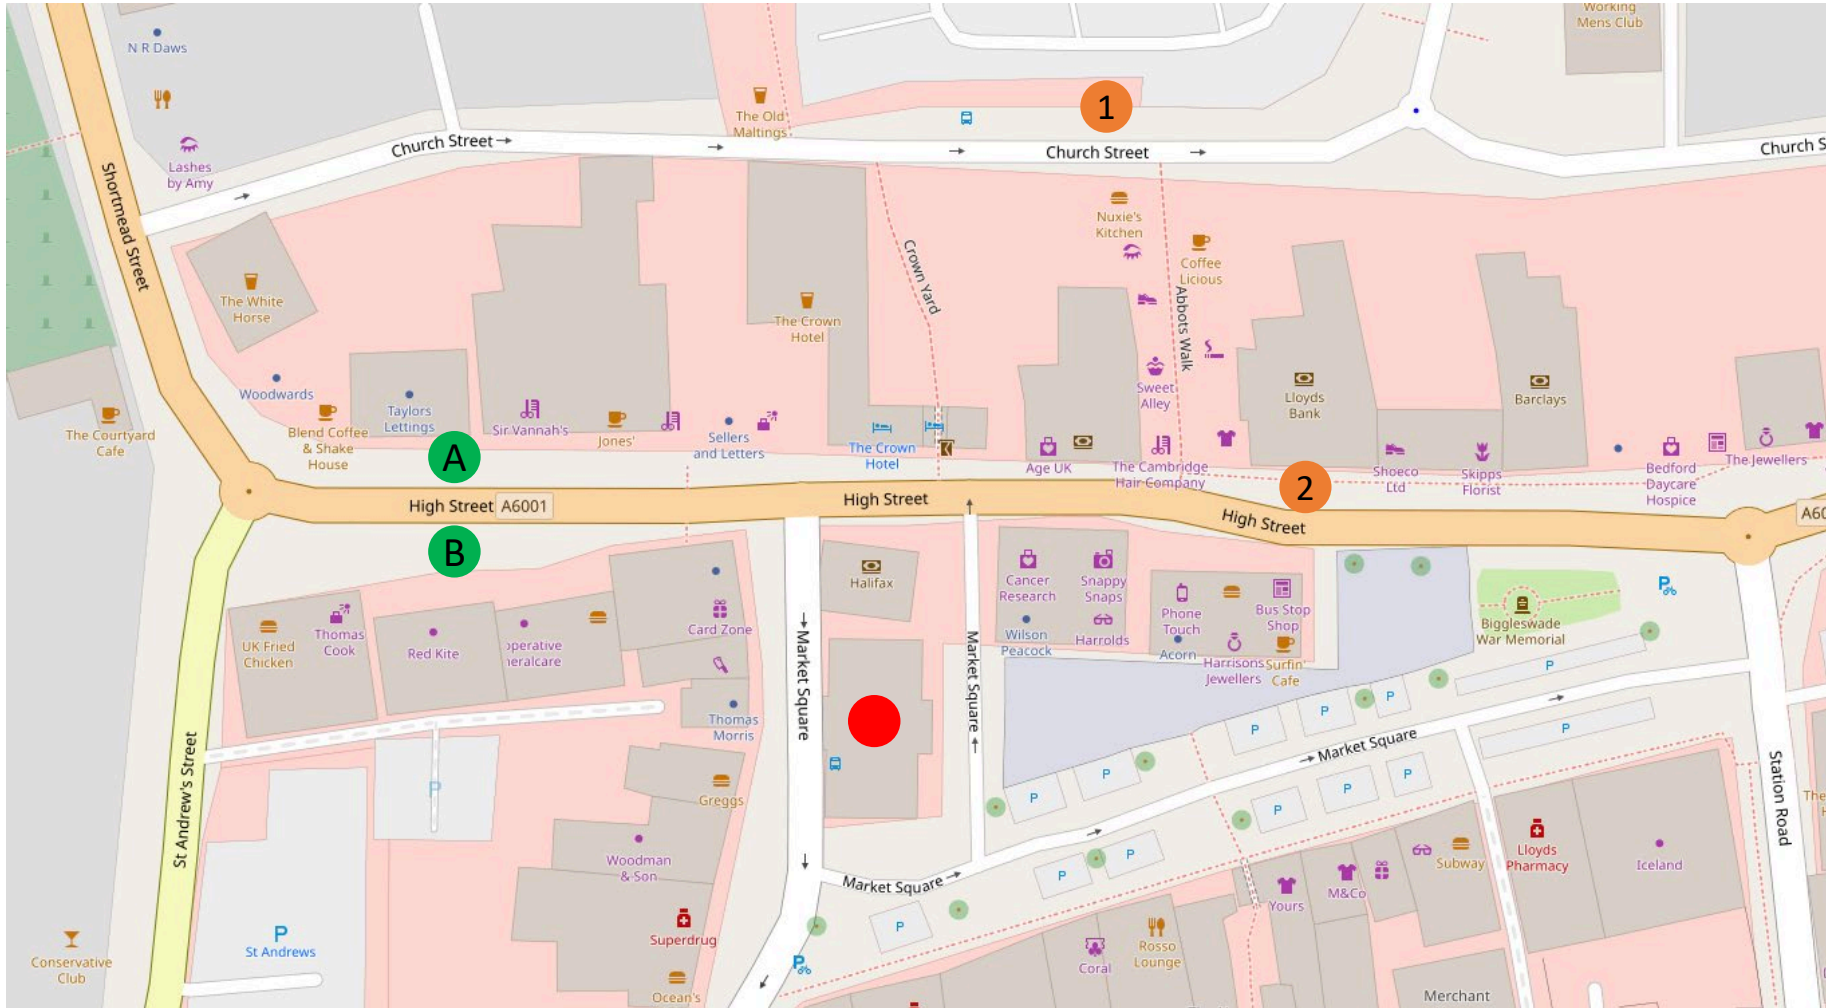 N R Daws
Working
Mens Club
The Old
Maltings
1
Church Street
Church Street
Church S
Lashes
by Amy
Shortmead Street
Nuxie's
Kitchen
Coffee
Licious
Crown Yard
Abbots Walk
The White
Horse
The Crown
Hotel
Woodwards
Taylors
Lettings
Sweet
Alley
Lloyds
Bank
Barclays
The Courtyard
Cafe
Blend Coffee
& Shake
House
Sir Vannah's
Jones'
Sellers
and Letters
The Crown
Hotel
Age UK
The Cambridge
Hair Company
Shoeco
Ltd
Skipps
Florist
Bedford
Daycare
Hospice
The Jewellers
A
2
High Street
A6001
High Street
High Street
A60
B
Halifax
Cancer
Research
Snappy
Snaps
Phone
Touch
Bus Stop
Shop
Biggleswade
War Memorial
UK Fried
Chicken
Thomas
Cook
Red Kite
operative
neralcare
Card Zone
Wilson
Peacock
Harrolds
Acorn
Harrisons
Jewellers
Surfin'
Cafe
Market Square
Market Square
Thomas
Morris
P
P
P
P
P
Market Square
St Andrew's Street
P
Greggs
P
P
P
P
P
Station Road
The
Woodman
& Son
Market Square
P
P
Subway
Lloyds
Pharmacy
Iceland
Yours
M&Co
Superdrug
P
P
St Andrews
Conservative
Club
P
Coral
Rosso
Lounge
Ocean's
Merchant